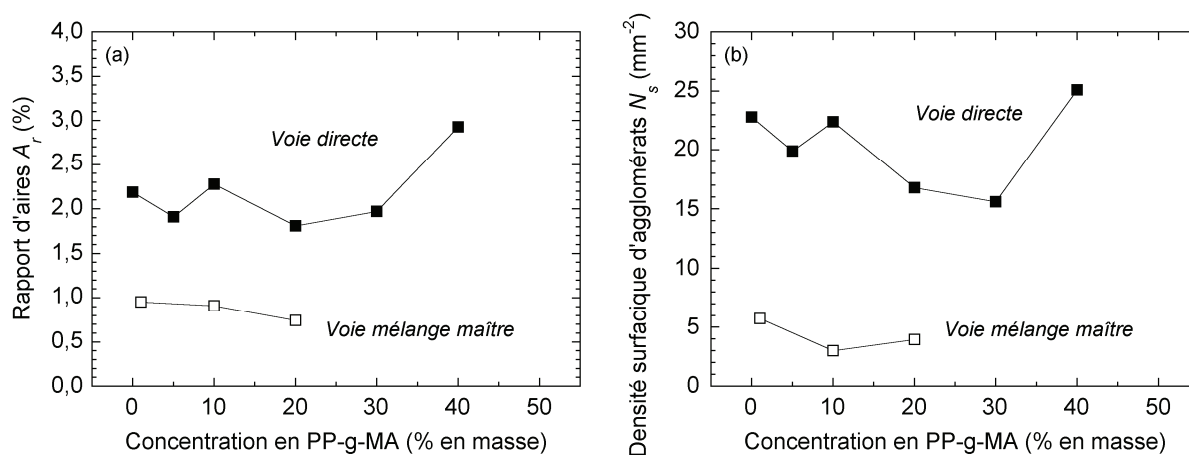 (a)
Rapport d'aires Ar (%)
4,0
3,5
3,0
2,5
2,0
1,5
1,0
0,5
0,0
Voie directe
Voie mélange maître
0 10 20 30 40 50
Concentration en PP-g-MA (% en masse)
(b)
Densité surfacique d'agglomérats Ns (mm-2)
30
25
20
15
10
5
0
Voie directe
Voie mélange maître
0 10 20 30 40 50
Concentration en PP-g-MA (% en masse)